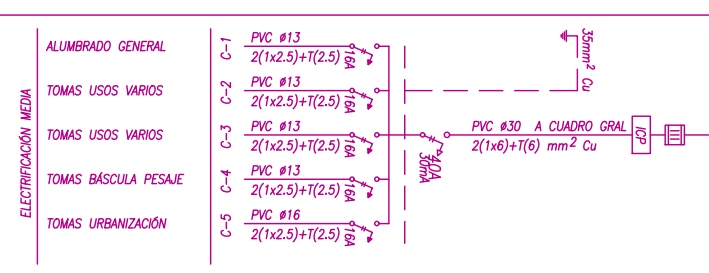 ELECTRIFICACIÓN MEDIA
ALUMBRADO GENERAL
C-1
PVC ø13
2(1x2.5)+T(2.5)
16A
TOMAS USOS VARIOS
C-2
PVC ø13
2(1x2.5)+T(2.5)
16A
TOMAS USOS VARIOS
C-3
PVC ø13
2(1x2.5)+T(2.5)
16A
TOMAS BÁSCULA PESAJE
C-4
PVC ø13
2(1x2.5)+T(2.5)
16A
TOMAS URBANIZACIÓN
C-5
PVC ø16
2(1x2.5)+T(2.5)
16A
35mm² Cu
40A
30mA
PVC ø30 A CUADRO GRAL
2(1x6)+T(6) mm² Cu
ICP